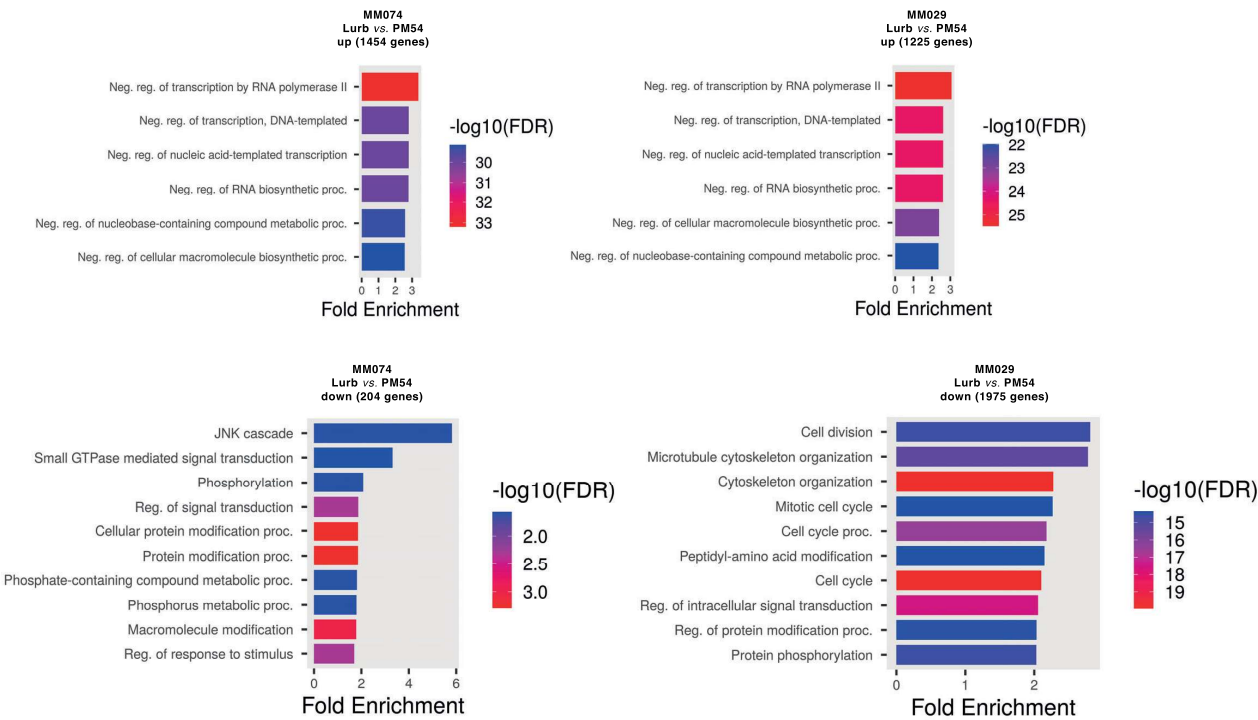 MM074
Lurb vs. PM54
up (1454 genes)
Neg. reg. of transcription by RNA polymerase II
Neg. reg. of transcription, DNA-templated
Neg. reg. of nucleic acid-templated transcription
Neg. reg. of RNA biosynthetic proc.
Neg. reg. of nucleobase-containing compound metabolic proc.
Neg. reg. of cellular macromolecule biosynthetic proc.
0 1 2 3
Fold Enrichment
-log10(FDR)
30
31
32
33
MM029
Lurb vs. PM54
up (1225 genes)
Neg. reg. of transcription by RNA polymerase II
Neg. reg. of transcription, DNA-templated
Neg. reg. of nucleic acid-templated transcription
Neg. reg. of RNA biosynthetic proc.
Neg. reg. of cellular macromolecule biosynthetic proc.
Neg. reg. of nucleobase-containing compound metabolic proc.
0 1 2 3
Fold Enrichment
-log10(FDR)
22
23
24
25
MM074
Lurb vs. PM54
down (204 genes)
JNK cascade
Small GTPase mediated signal transduction
Phosphorylation
Reg. of signal transduction
Cellular protein modification proc.
Protein modification proc.
Phosphate-containing compound metabolic proc.
Phosphorus metabolic proc.
Macromolecule modification
Reg. of response to stimulus
0 2 4 6
Fold Enrichment
-log10(FDR)
2.0
2.5
3.0
MM029
Lurb vs. PM54
down (1975 genes)
Cell division
Microtubule cytoskeleton organization
Cytoskeleton organization
Mitotic cell cycle
Cell cycle proc.
Peptidyl-amino acid modification
Cell cycle
Reg. of intracellular signal transduction
Reg. of protein modification proc.
Protein phosphorylation
0 1 2
Fold Enrichment
-log10(FDR)
15
16
17
18
19